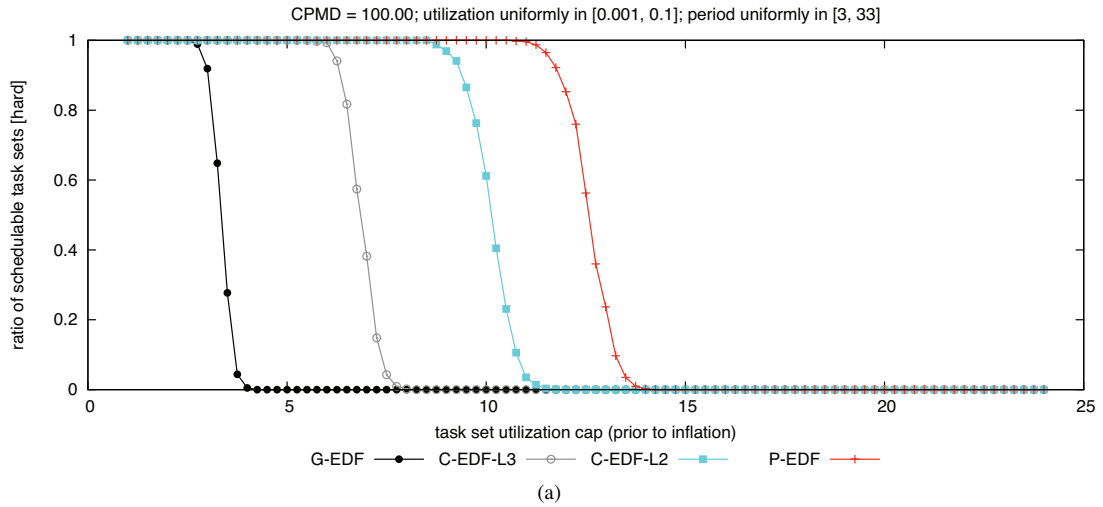 CPMD = 100.00; utilization uniformly in [0.001, 0.1]; period uniformly in [3, 33]
1
0.8
0.6
0.4
0.2
0
ratio of schedulable task sets [hard]
0 5 10 15 20 25
task set utilization cap (prior to inflation)
G-EDF C-EDF-L3 C-EDF-L2 P-EDF
(a)